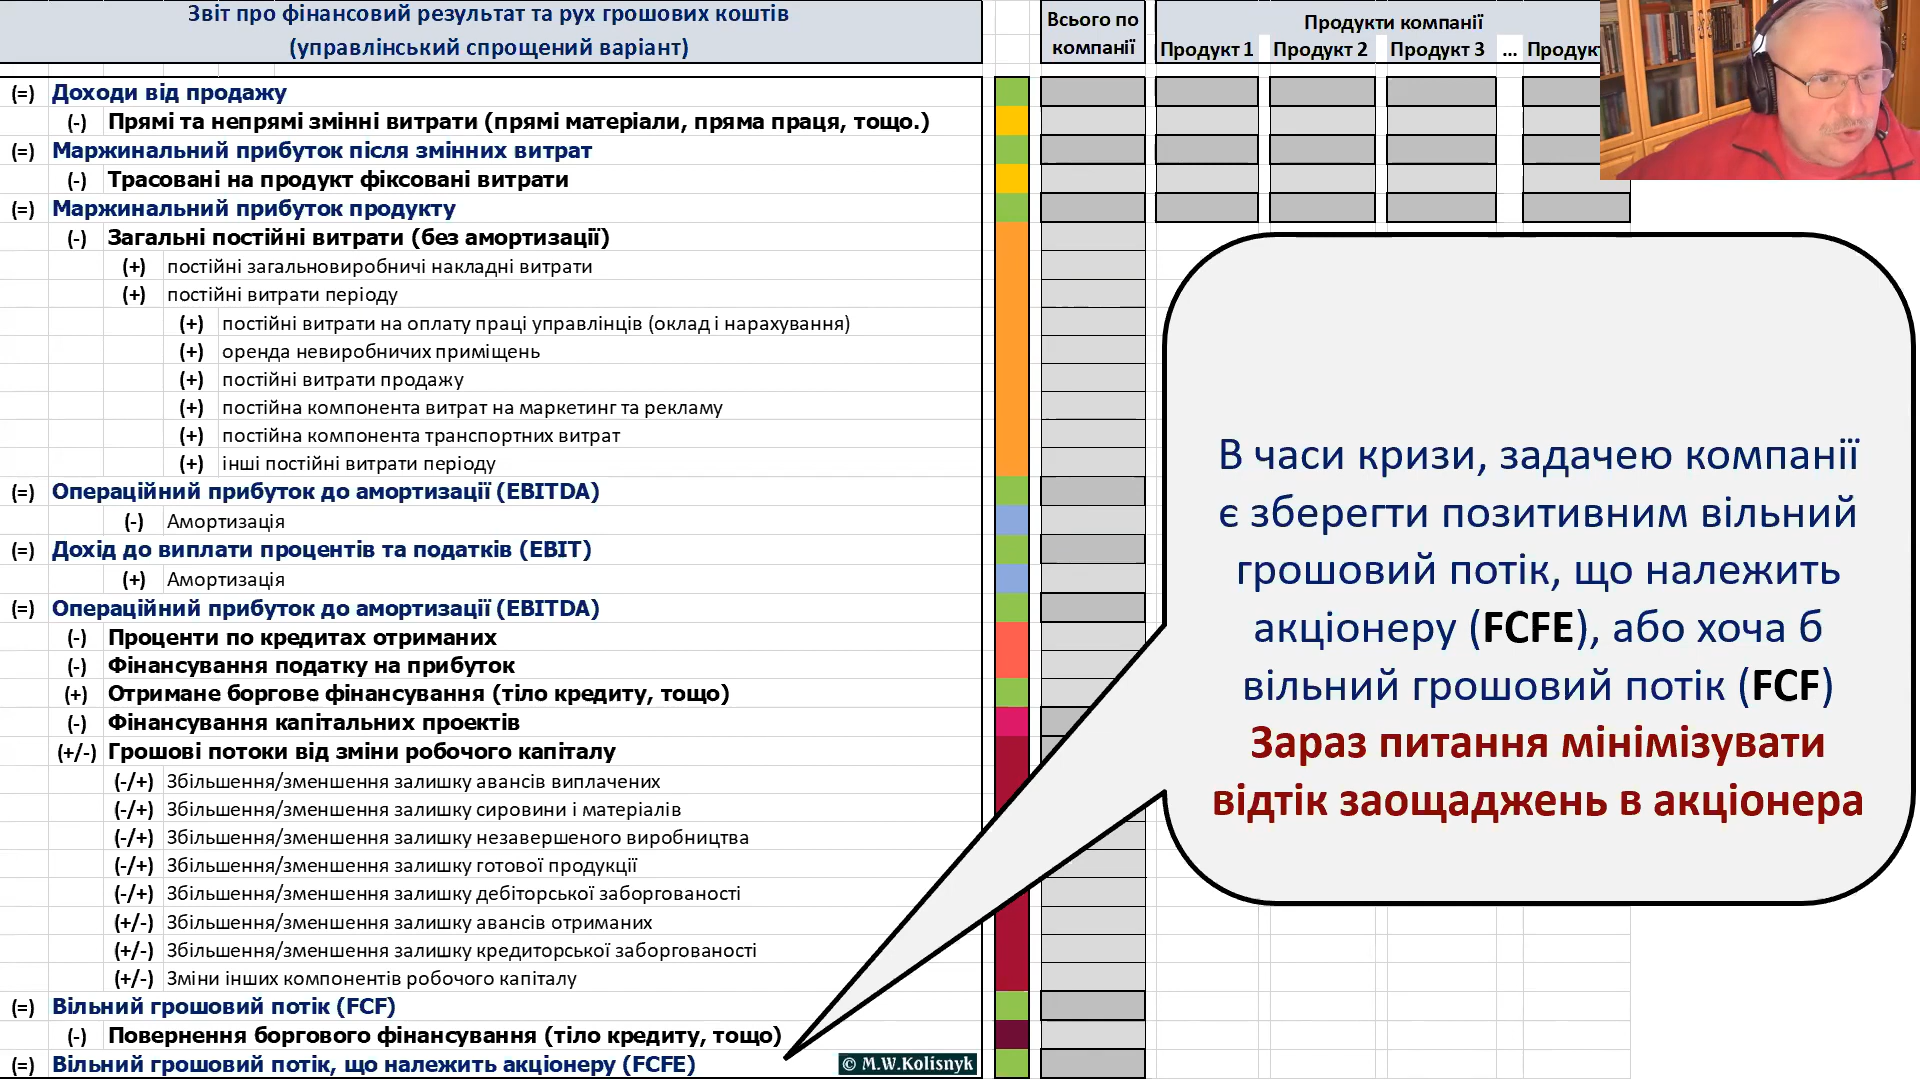 Звіт про фінансовий результат та рух грошових коштів
(управлінський спрощений варіант)
Всього по
компанії
Продукти компанії
Продукт 1 Продукт 2 Продукт 3 ...
(=) Доходи від продажу
(-) Прямі та непрямі змінні витрати (прямі матеріали, пряма праця, тощо.)
(=) Маржинальний прибуток після змінних витрат
(-) Трасовані на продукт фіксовані витрати
(=) Маржинальний прибуток продукту
(-) Загальні постійні витрати (без амортизації)
(+) постійні загальновиробничі накладні витрати
(+) постійні витрати періоду
(+) постійні витрати на оплату праці управлінців (оклад і нарахування)
(+) оренда невиробничих приміщень
(+) постійні витрати продажу
(+) постійна компонента витрат на маркетинг та рекламу
(+) постійна компонента транспортних витрат
(+) інші постійні витрати періоду
(=) Операційний прибуток до амортизації (EBITDA)
(-) Амортизація
(=) Дохід до виплати процентів та податків (EBIT)
(+) Амортизація
(=) Операційний прибуток до амортизації (EBITDA)
(-) Проценти по кредитах отриманих
(-) Фінансування податку на прибуток
(+) Отримане боргове фінансування (тіло кредиту, тощо)
(-) Фінансування капітальних проектів
(+/-) Грошові потоки від зміни робочого капіталу
(-/+) Збільшення/зменшення залишку авансів виплачених
(-/+) Збільшення/зменшення залишку сировини і матеріалів
(-/+) Збільшення/зменшення залишку незавершеного виробництва
(-/+) Збільшення/зменшення залишку готової продукції
(-/+) Збільшення/зменшення залишку дебіторської заборгованості
(+/-) Збільшення/зменшення залишку авансів отриманих
(+/-) Збільшення/зменшення залишку кредиторської заборгованості
(+/-) Зміни інших компонентів робочого капіталу
(=) Вільний грошовий потік (FCF)
(-) Повернення боргового фінансування (тіло кредиту, тощо)
(=) Вільний грошовий потік, що належить акціонеру (FCFE)
© M.W.Kolisnyk
В часи кризи, задачею компанії
є зберегти позитивним вільний
грошовий потік, що належить
акціонеру (FCFE), або хоча б
вільний грошовий потік (FCF)
Зараз питання мінімізувати
відтік заощаджень в акціонера